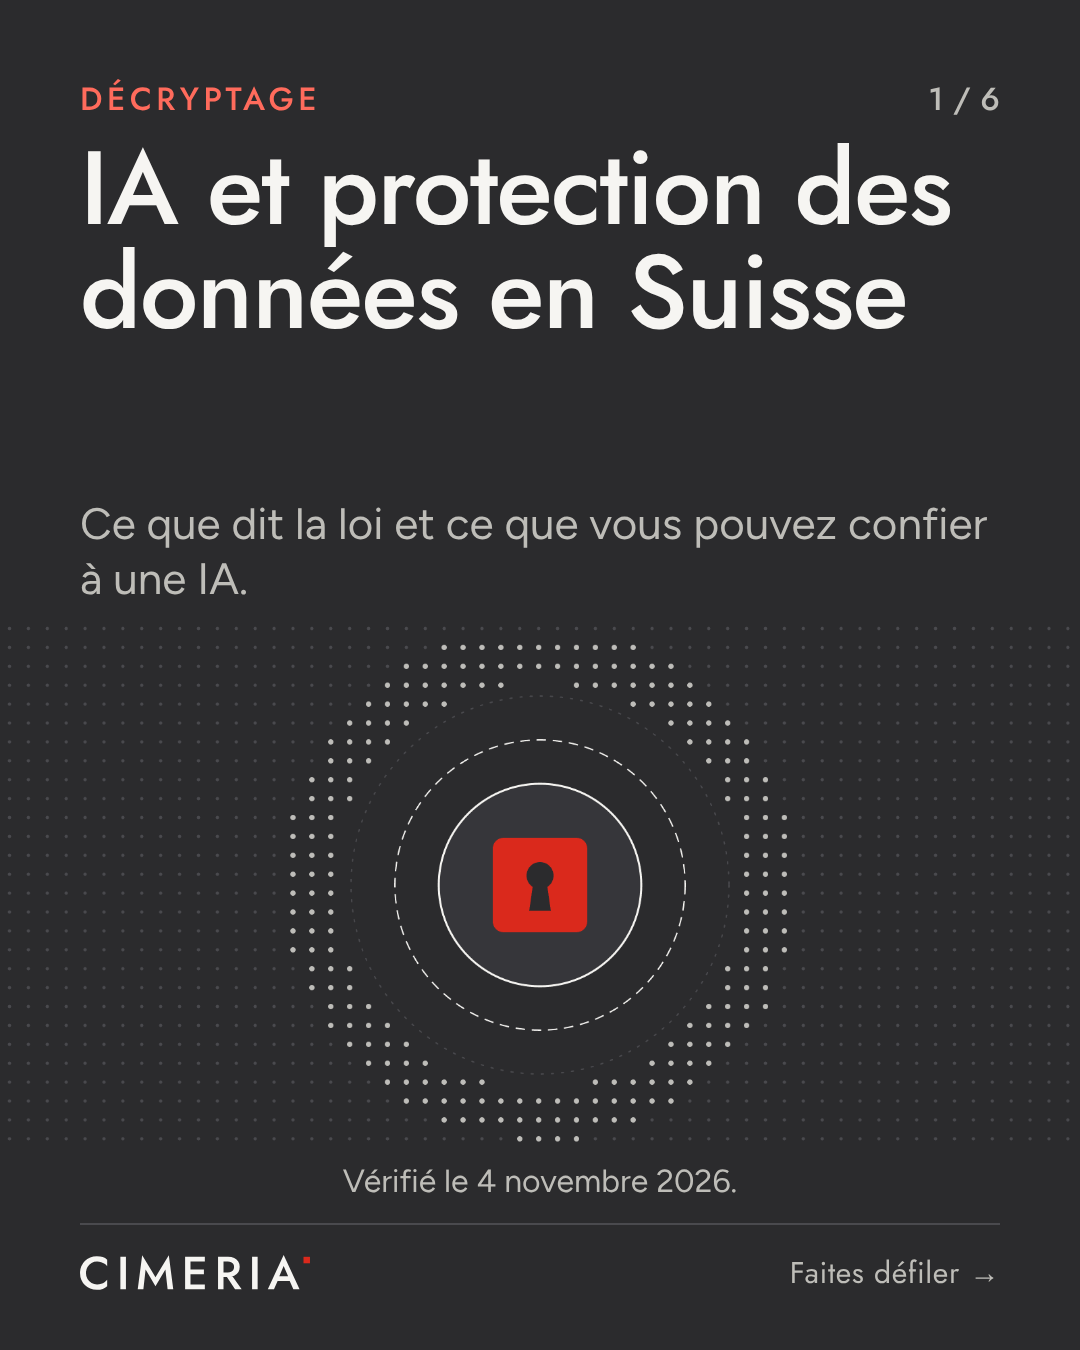 DÉCRYPTAGE
1 / 6
IA et protection des
données en Suisse
Ce que dit la loi et ce que vous pouvez confier
à une IA.
Vérifié le 4 novembre 2026.
CIMERIA
Faites défiler →